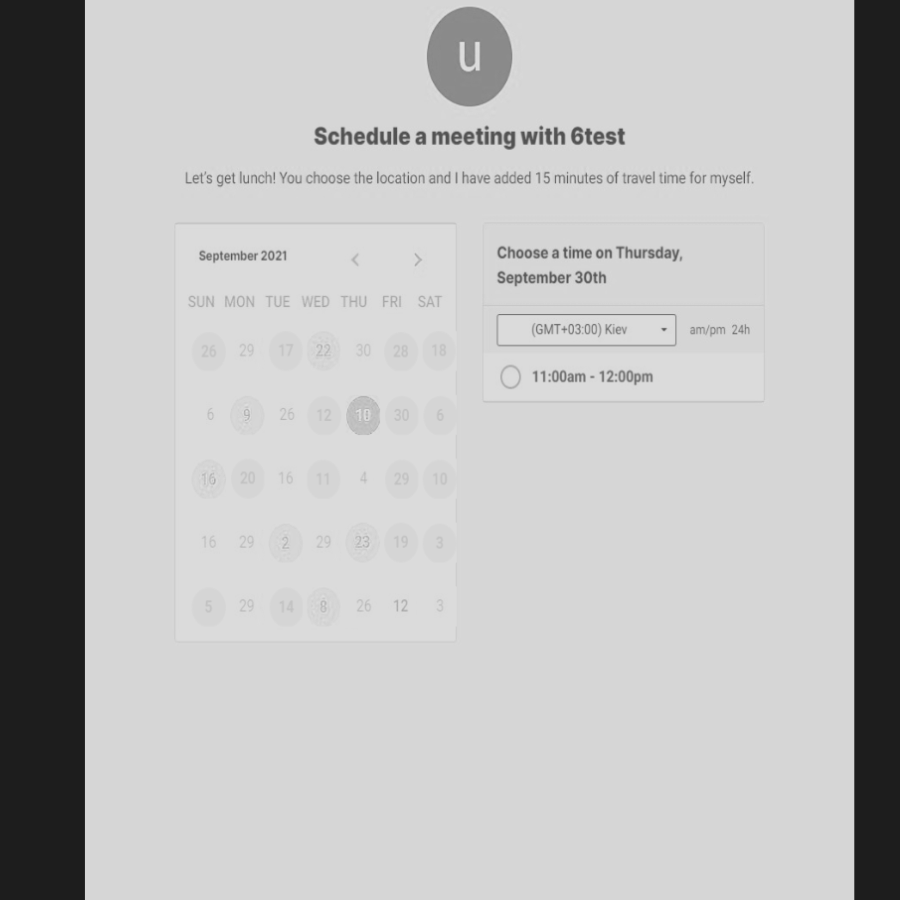 u
Schedule a meeting with 6test
Let's get lunch! You choose the location and I have added 15 minutes of travel time for myself.
September 2021
SUN MON TUE WED THU FRI SAT
26 29 17 22 30 28 18
6 9 26 12 10 30 6
16 20 16 11 4 29 10
16 29 2 29 23 19 3
5 29 14 8 26 12 3
Choose a time on Thursday,
September 30th
(GMT+03:00) Kiev am/pm 24h
11:00am - 12:00pm